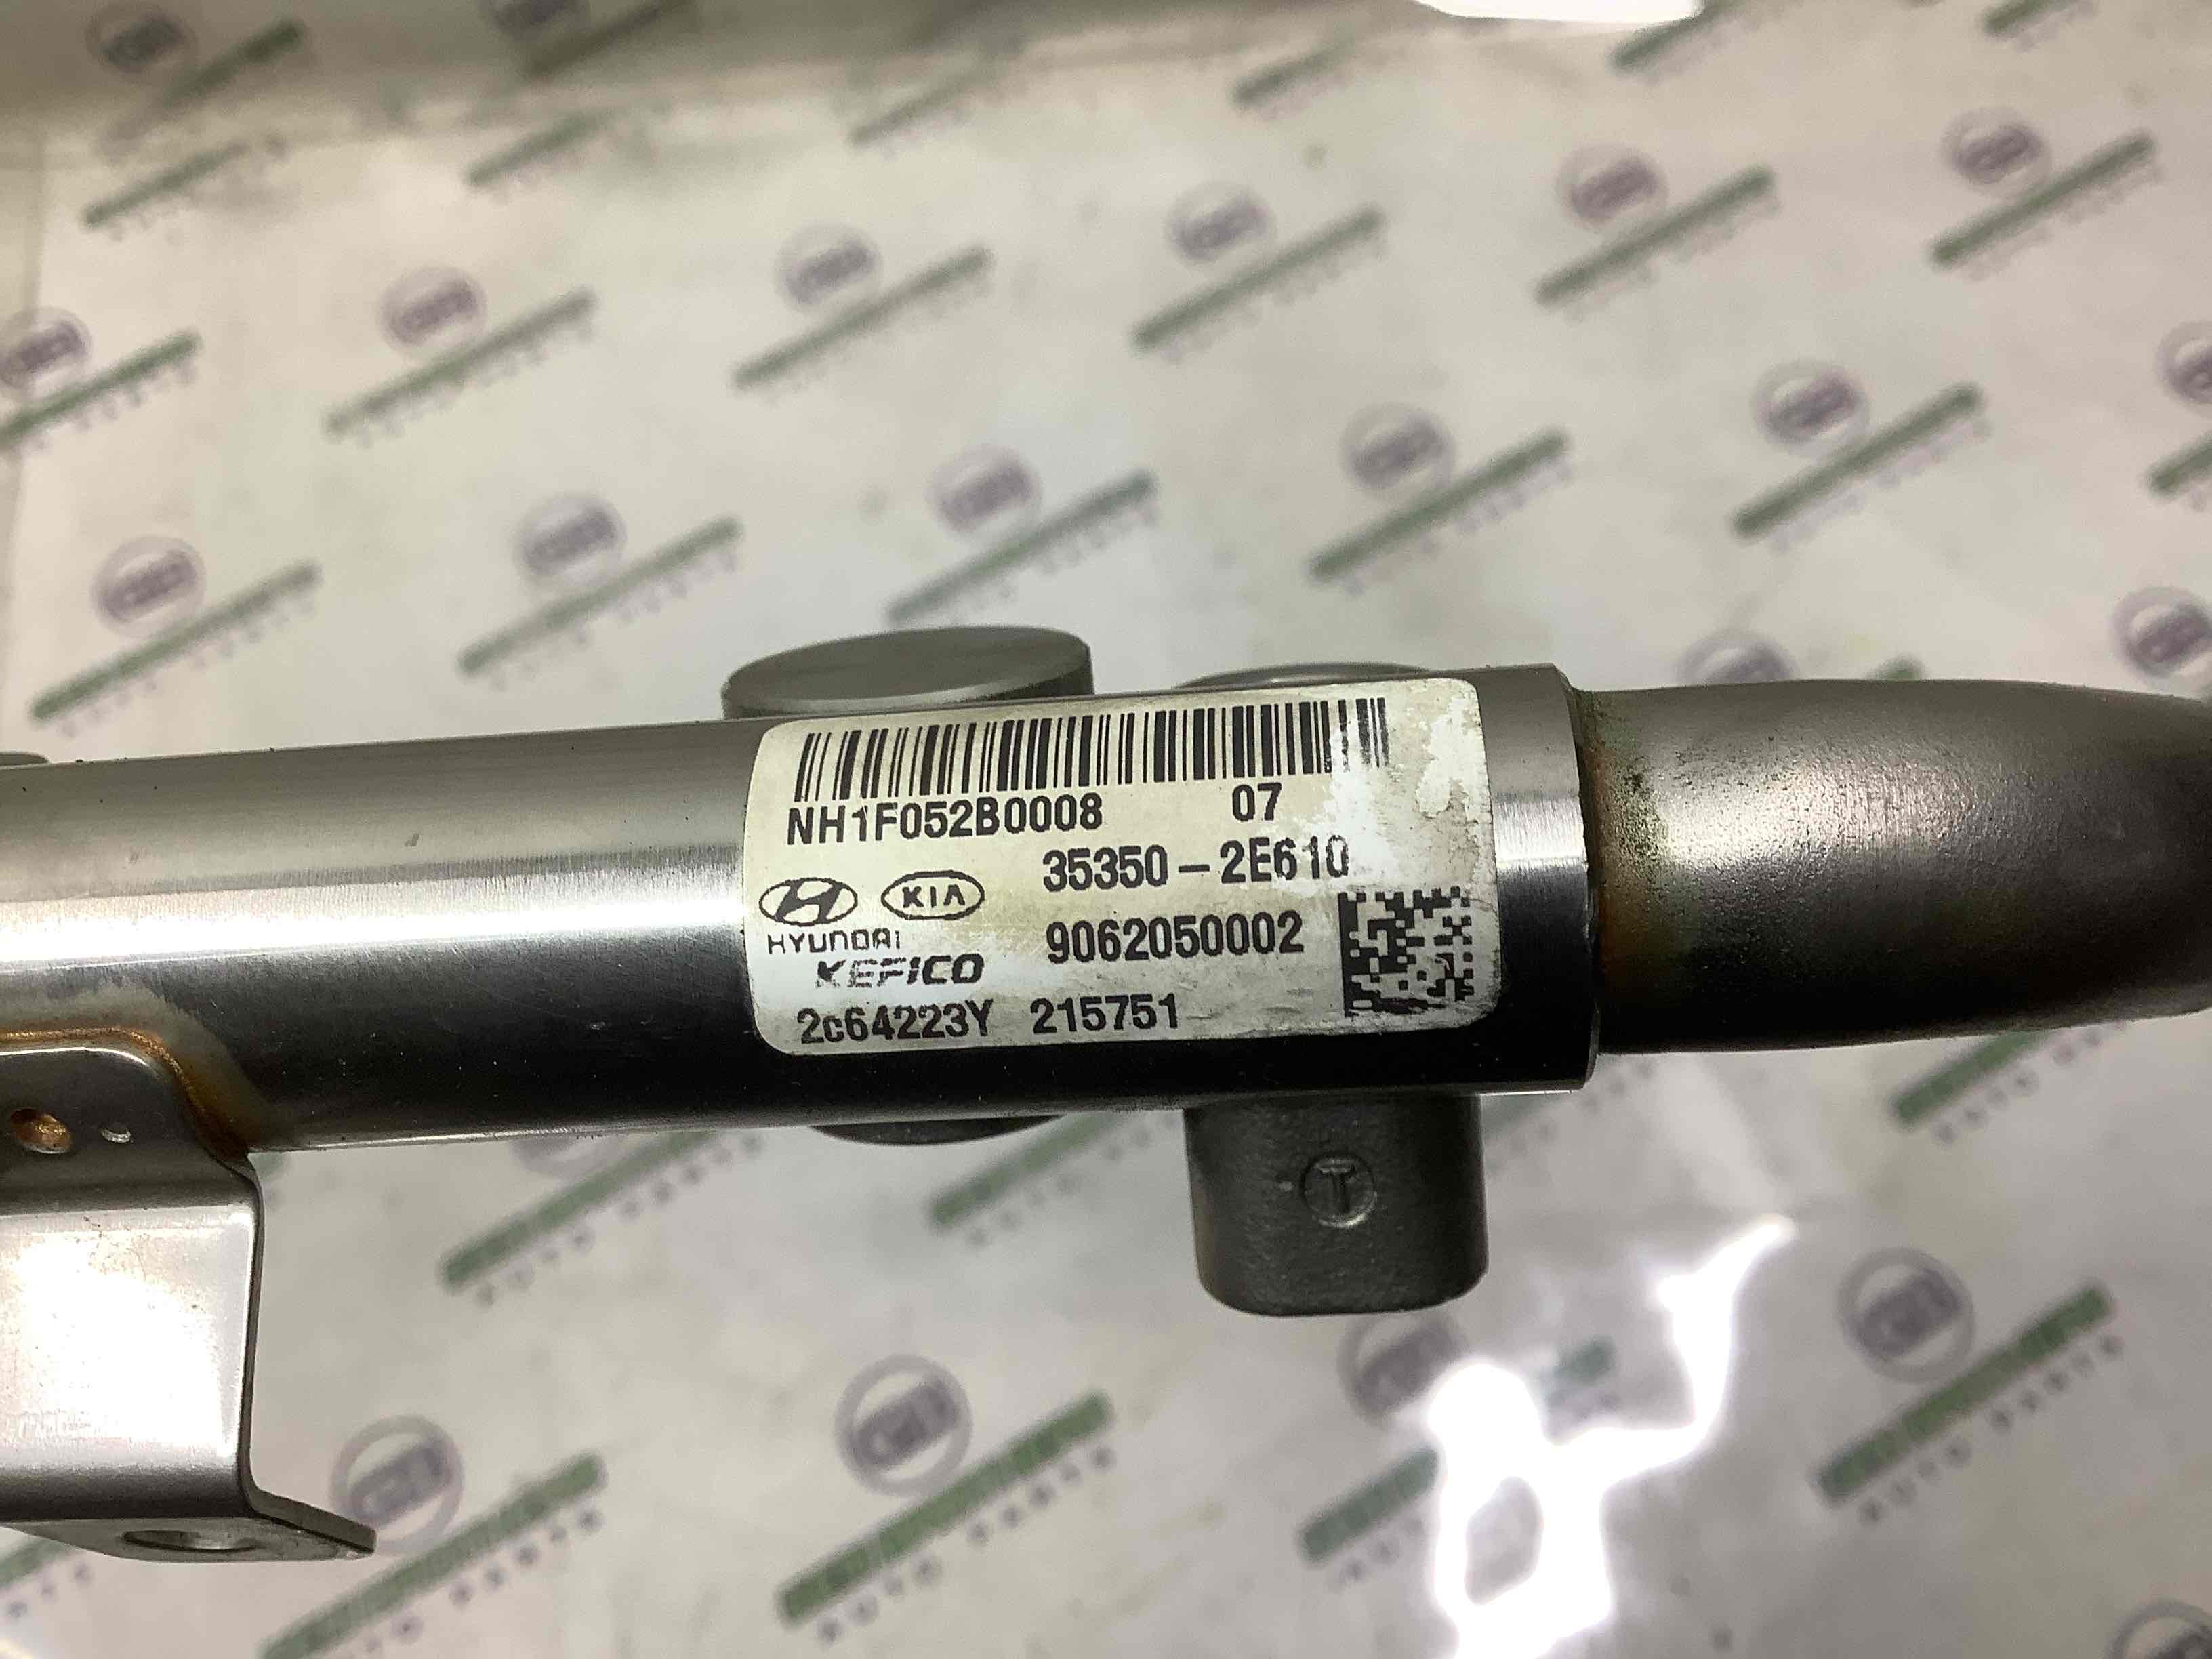 NH1F052B0008 07
35350-2E610
KIA
HYUNDAI
KEFICO
9062050002
2c64223Y 215751
T